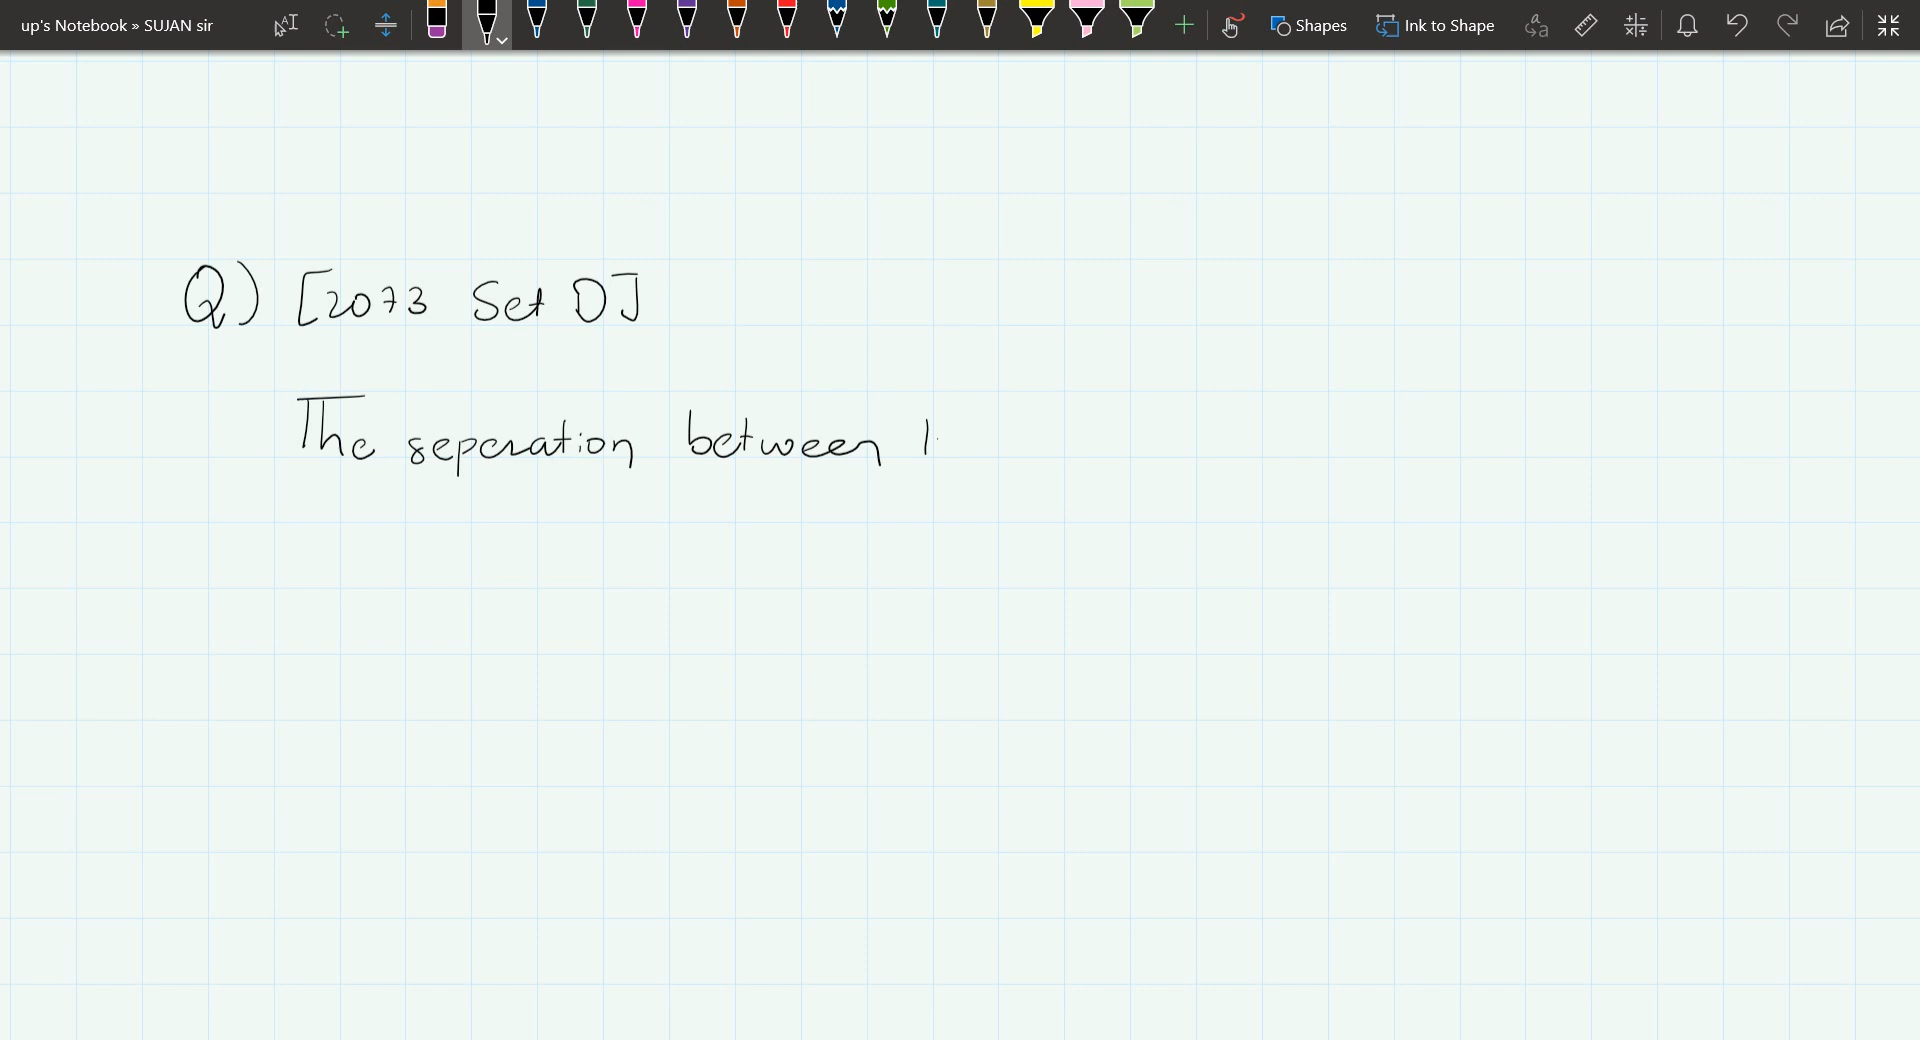 up's Notebook » SUJAN sir
Shapes
Ink to Shape
Q) [2073 Set D]
The seperation between